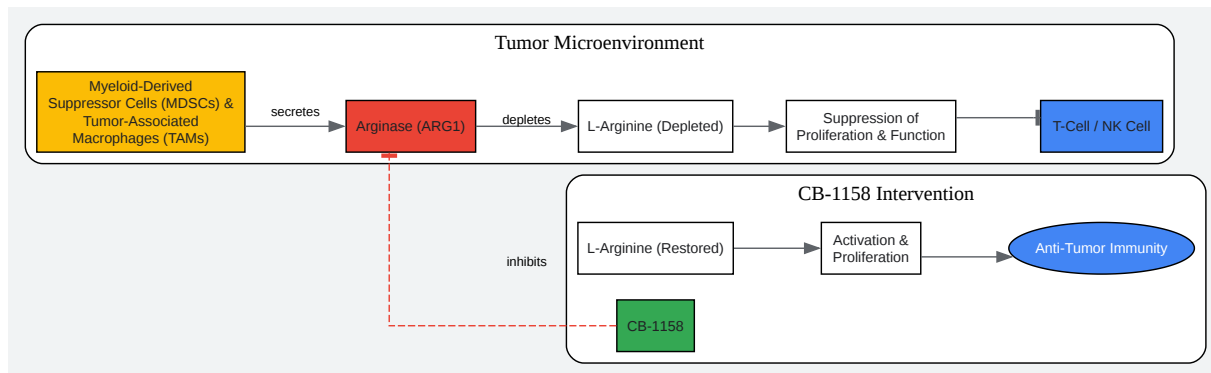 Tumor Microenvironment
Myeloid-Derived
Suppressor Cells (MDSCs) &
Tumor-Associated
Macrophages (TAMs)
secretes
Arginase (ARG1)
depletes
L-Arginine (Depleted)
Suppression of
Proliferation & Function
T-Cell / NK Cell
CB-1158 Intervention
L-Arginine (Restored)
Activation &
Proliferation
Anti-Tumor Immunity
inhibits
CB-1158